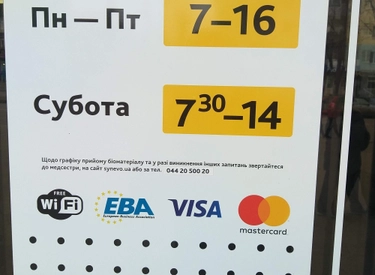 Пн — Пт 7–16
Субота 7³⁰–14
Щодо графіку прийому біоматеріалу та у разі виникнення інших запитань звертайтеся
до медсестри, на сайт synevo.ua або за тел. 044 20 500 20
FREE
Wi Fi
EBA
European Business Association
VISA
mastercard